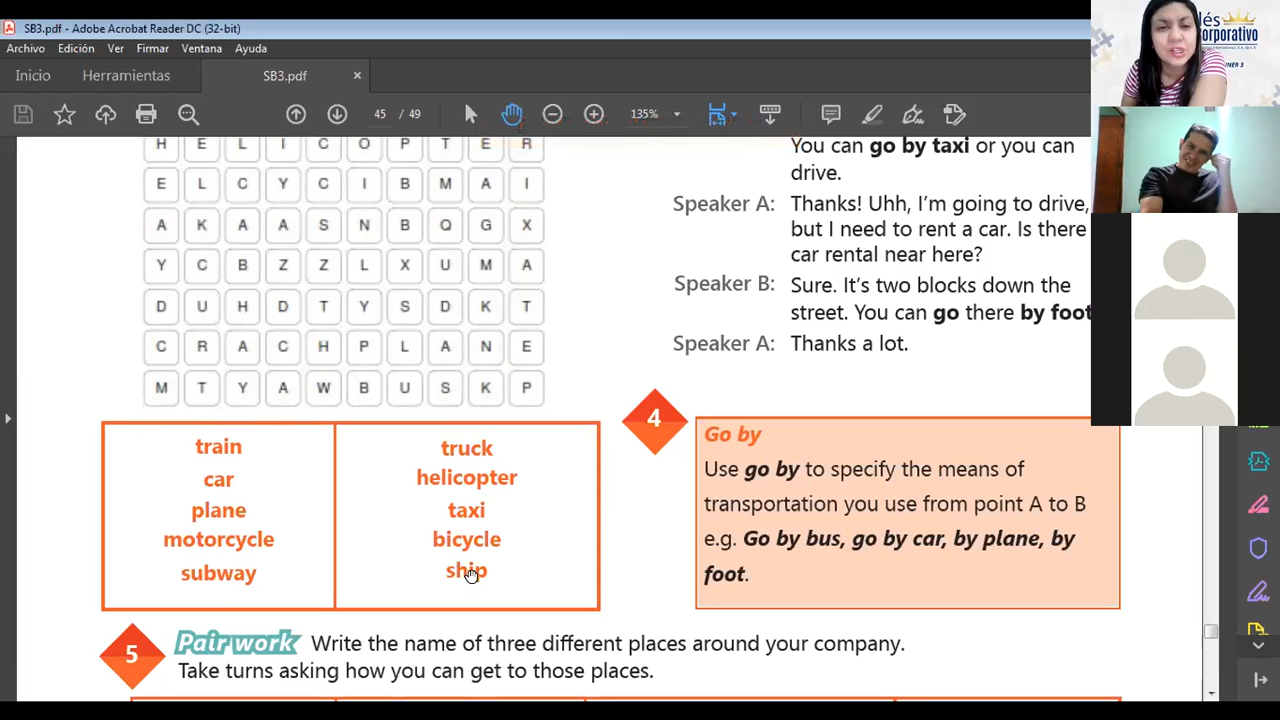 SB3.pdf - Adobe Acrobat Reader DC (32-bit)
Archivo Edición Ver Firmar Ventana Ayuda
Inicio Herramientas SB3.pdf ×
45 / 49 135%
H E L I C O P T E R
E L C Y C I B M A I
A K A A S N B Q G X
Y C B Z Z L X U M A
D U H D T Y S D K T
C R A C H P L A N E
M T Y A W B U S K P
You can go by taxi or you can
drive.
Speaker A: Thanks! Uhh, I'm going to drive,
but I need to rent a car. Is there
car rental near here?
Speaker B: Sure. It's two blocks down the
street. You can go there by foot
Speaker A: Thanks a lot.
train
car
plane
motorcycle
subway
truck
helicopter
taxi
bicycle
ship
4
Go by
Use go by to specify the means of
transportation you use from point A to B
e.g. Go by bus, go by car, by plane, by
foot.
5 Pair work Write the name of three different places around your company.
Take turns asking how you can get to those places.
lés
orporativo
NER 3